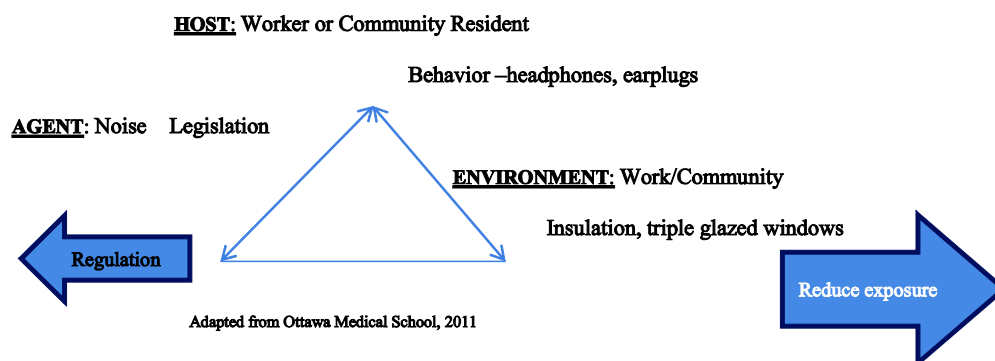 HOST: Worker or Community Resident
Behavior –headphones, earplugs
AGENT: Noise Legislation
ENVIRONMENT: Work/Community
Insulation, triple glazed windows
Regulation
Reduce exposure
Adapted from Ottawa Medical School, 2011